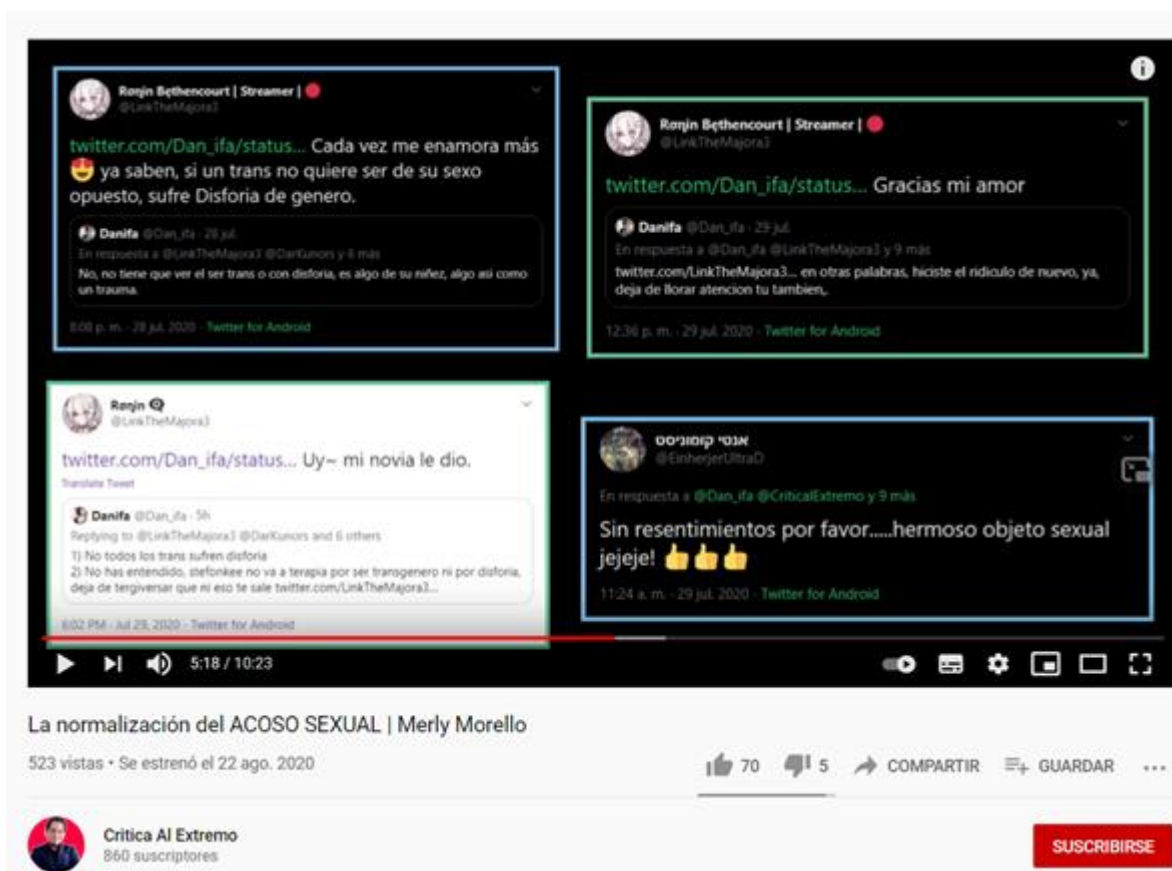 Ronjin Bethencourt | Streamer |
@LinkTheMajora3
twitter.com/Dan_ifa/status... Cada vez me enamora más
ya saben, si un trans no quiere ser de su sexo
opuesto, sufre Disforia de genero.
Danifa @Dan_ifa · 28 jul.
En respuesta a @LinkTheMajora3 @DarKunors y 8 más
No, no tiene que ver el ser trans o con disforia, es algo de su niñez, algo asi como
un trauma.
8:00 p. m. · 28 jul. 2020 · Twitter for Android
Ronjin Bethencourt | Streamer |
@LinkTheMajora3
twitter.com/Dan_ifa/status... Gracias mi amor
Danifa @Dan_ifa · 29 jul.
En respuesta a @Dan_ifa @LinkTheMajora3 y 9 más
twitter.com/LinkTheMajora3... en otras palabras, hiciste el ridiculo de nuevo, ya,
deja de llorar atencion tu tambien,.
12:36 p. m. · 29 jul. 2020 · Twitter for Android
Ronjin
@LinkTheMajora3
twitter.com/Dan_ifa/status... Uy~ mi novia le dio.
Translate Tweet
Danifa @Dan_ifa · 5h
Replying to @LinkTheMajora3 @DarKunors and 6 others
1) No todos los trans sufren disforia
2) No has entendido, stefonkee no va a terapia por ser transgenero ni por disforia,
deja de tergiversar que ni eso te sale twitter.com/LinkTheMajora3...
6:02 PM · Jul 29, 2020 · Twitter for Android
אנטי קומוניסט
@EinherjerUltraD
En respuesta a @Dan_ifa @CriticalExtremo y 9 más
Sin resentimientos por favor.....hermoso objeto sexual
jejeje!
11:24 a. m. · 29 jul. 2020 · Twitter for Android
5:18 / 10:23
La normalización del ACOSO SEXUAL | Merly Morello
523 vistas • Se estrenó el 22 ago. 2020
70
5
COMPARTIR
GUARDAR
Critica Al Extremo
860 suscriptores
SUSCRIBIRSE